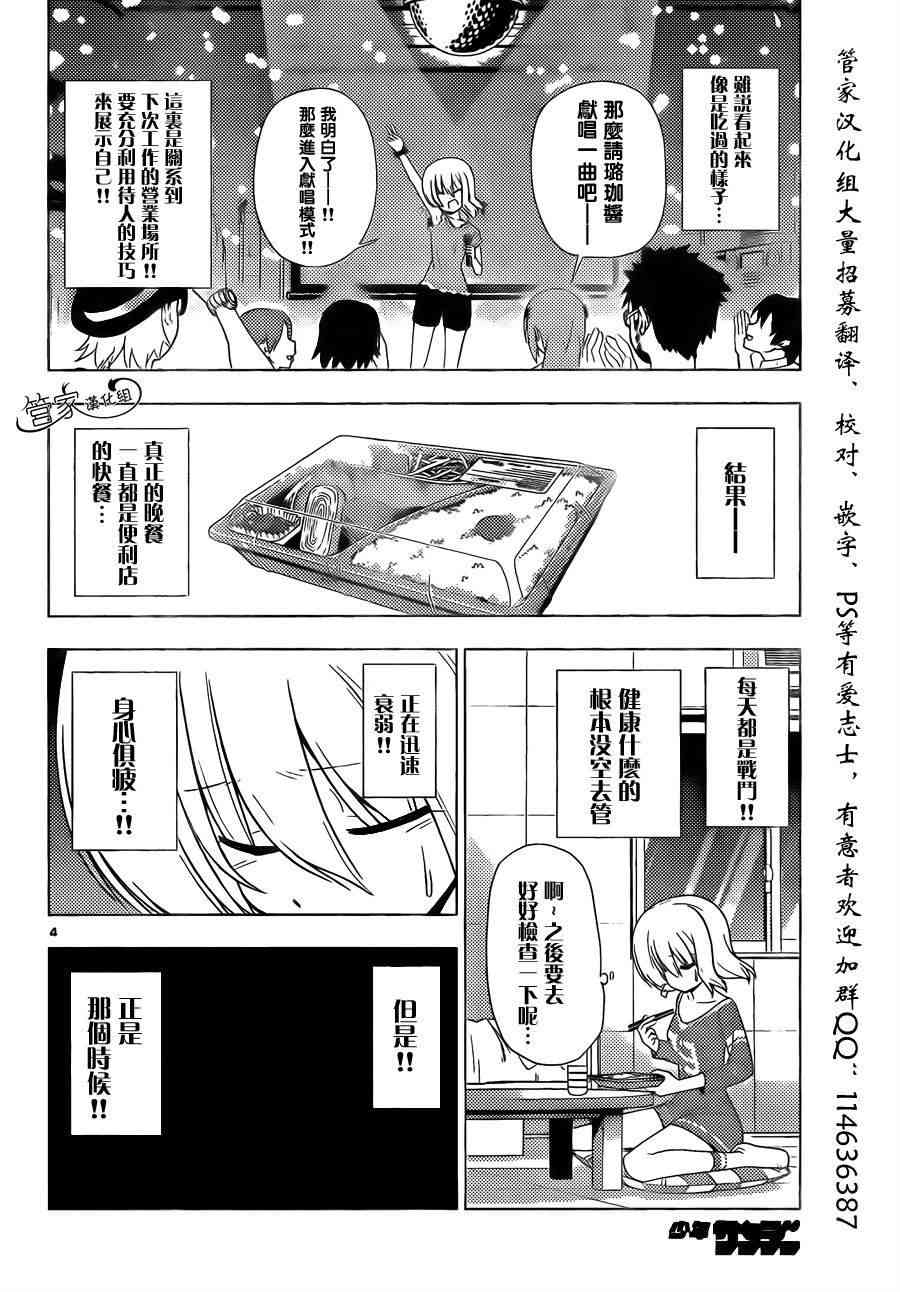 雖説看起來
像是吃過的樣子…
那麼請璐珈醬
獻唱一曲吧——
我明白了——!!
那麼進入獻唱模式!!
這裏是關系到
下次工作的營業場所!!
要充分利用待人的技巧
來展示自己!!
管家漢化組
結果——
真正的晚餐
一直都是便利店
的快餐…
每天都是戰鬥!!
健康什麼的
根本没空去管
啊~之後要去
好好檢查一下呢…
正在迅速
衰弱!!
身心俱疲…!!
4
但是!!
正是
那個時候!!
少年サンデー
管家汉化组大量招募翻译、校对、嵌字、PS等有爱志士，有意者欢迎加群QQ：114636387